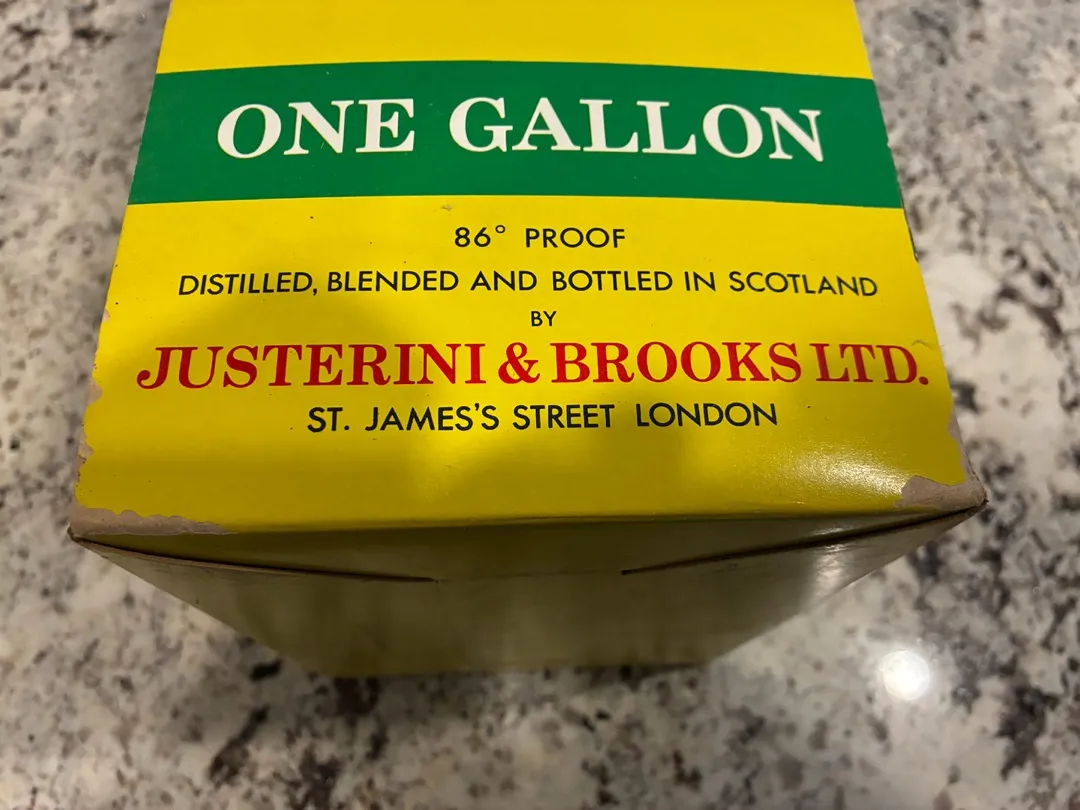 ONE GALLON
86° PROOF
DISTILLED, BLENDED AND BOTTLED IN SCOTLAND
BY
JUSTERINI & BROOKS LTD.
ST. JAMES'S STREET LONDON